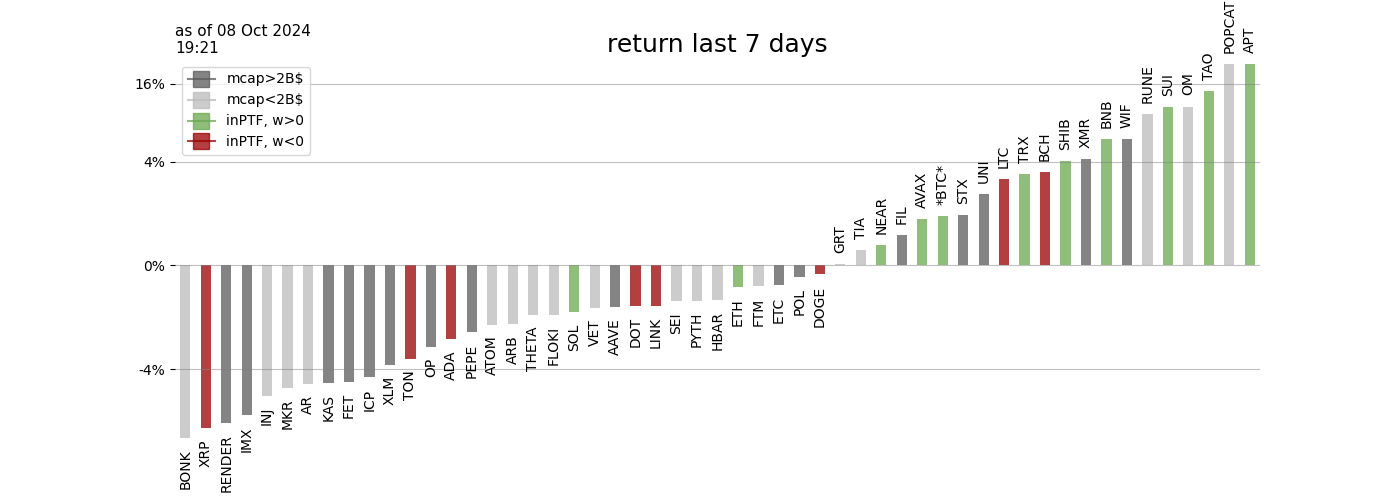 as of 08 Oct 2024
19:21
return last 7 days
mcap>2B$
mcap<2B$
inPTF, w>0
inPTF, w<0
16%
4%
0%
-4%
BONK
XRP
RENDER
IMX
INJ
MKR
AR
KAS
FET
ICP
XLM
TON
OP
ADA
PEPE
ATOM
ARB
THETA
FLOKI
SOL
VET
AAVE
DOT
LINK
SEI
PYTH
HBAR
ETH
FTM
ETC
POL
DOGE
GRT
TIA
NEAR
FIL
AVAX
*BTC*
STX
UNI
LTC
TRX
BCH
SHIB
XMR
BNB
WIF
RUNE
SUI
OM
TAO
POPCAT
APT